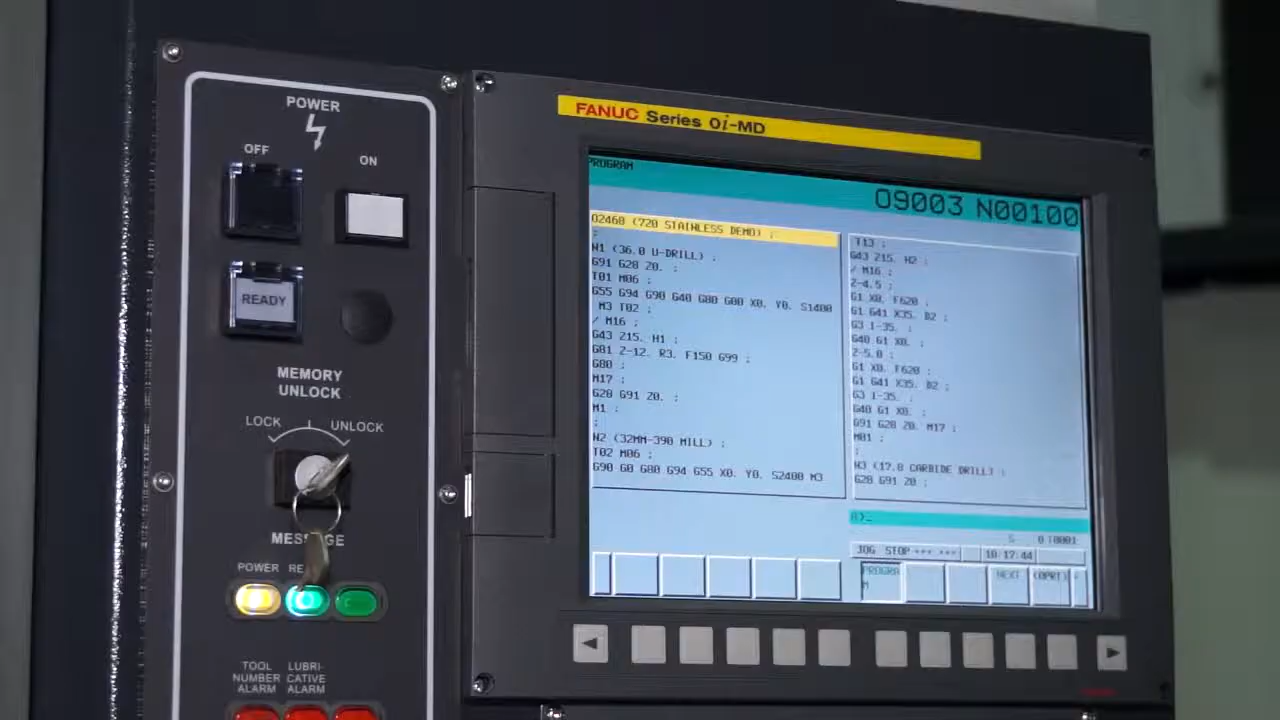 POWER
OFF
ON
READY
MEMORY
UNLOCK
LOCK
UNLOCK
POWER
TOOL
NUMBER
ALARM
LUBRI-
CATIVE
ALARM
FANUC Series 0i-MD
PROGRAM
O9003 N00100
O2460 (720 STAINLESS DEMO) ;
;
N1 (36.0 U-DRILL) ;
G91 G28 Z0. ;
T01 M06 ;
G55 G94 G90 G40 G80 G00 X0. Y0. S1400
M3 T02 ;
/ M16 ;
G43 Z15. H1 ;
G81 Z-12. R3. F150 G99 ;
G80 ;
M17 ;
G28 G91 Z0. ;
M1 ;
;
N2 (32MM-390 MILL) ;
T02 M06 ;
G90 G0 G80 G94 G55 X0. Y0. S2400 M3
T13 ;
G43 Z15. H2 ;
/ M16 ;
Z-4.5 ;
G1 X0. F620 ;
G1 G41 X35. D2 ;
G3 I-35. ;
G40 G1 X0. ;
Z-5.0 ;
G1 X0. F620 ;
G1 G41 X35. D2 ;
G3 I-35. ;
G40 G1 X0. ;
G91 G28 Z0. M17 ;
M01 ;
;
N3 (17.8 CARBIDE DRILL) ;
G28 G91 Z0 ;
A)_
S 0 T0001
JOG STOP *** ***
10:17:44
PROGRA
M
NEXT
(OPRT)